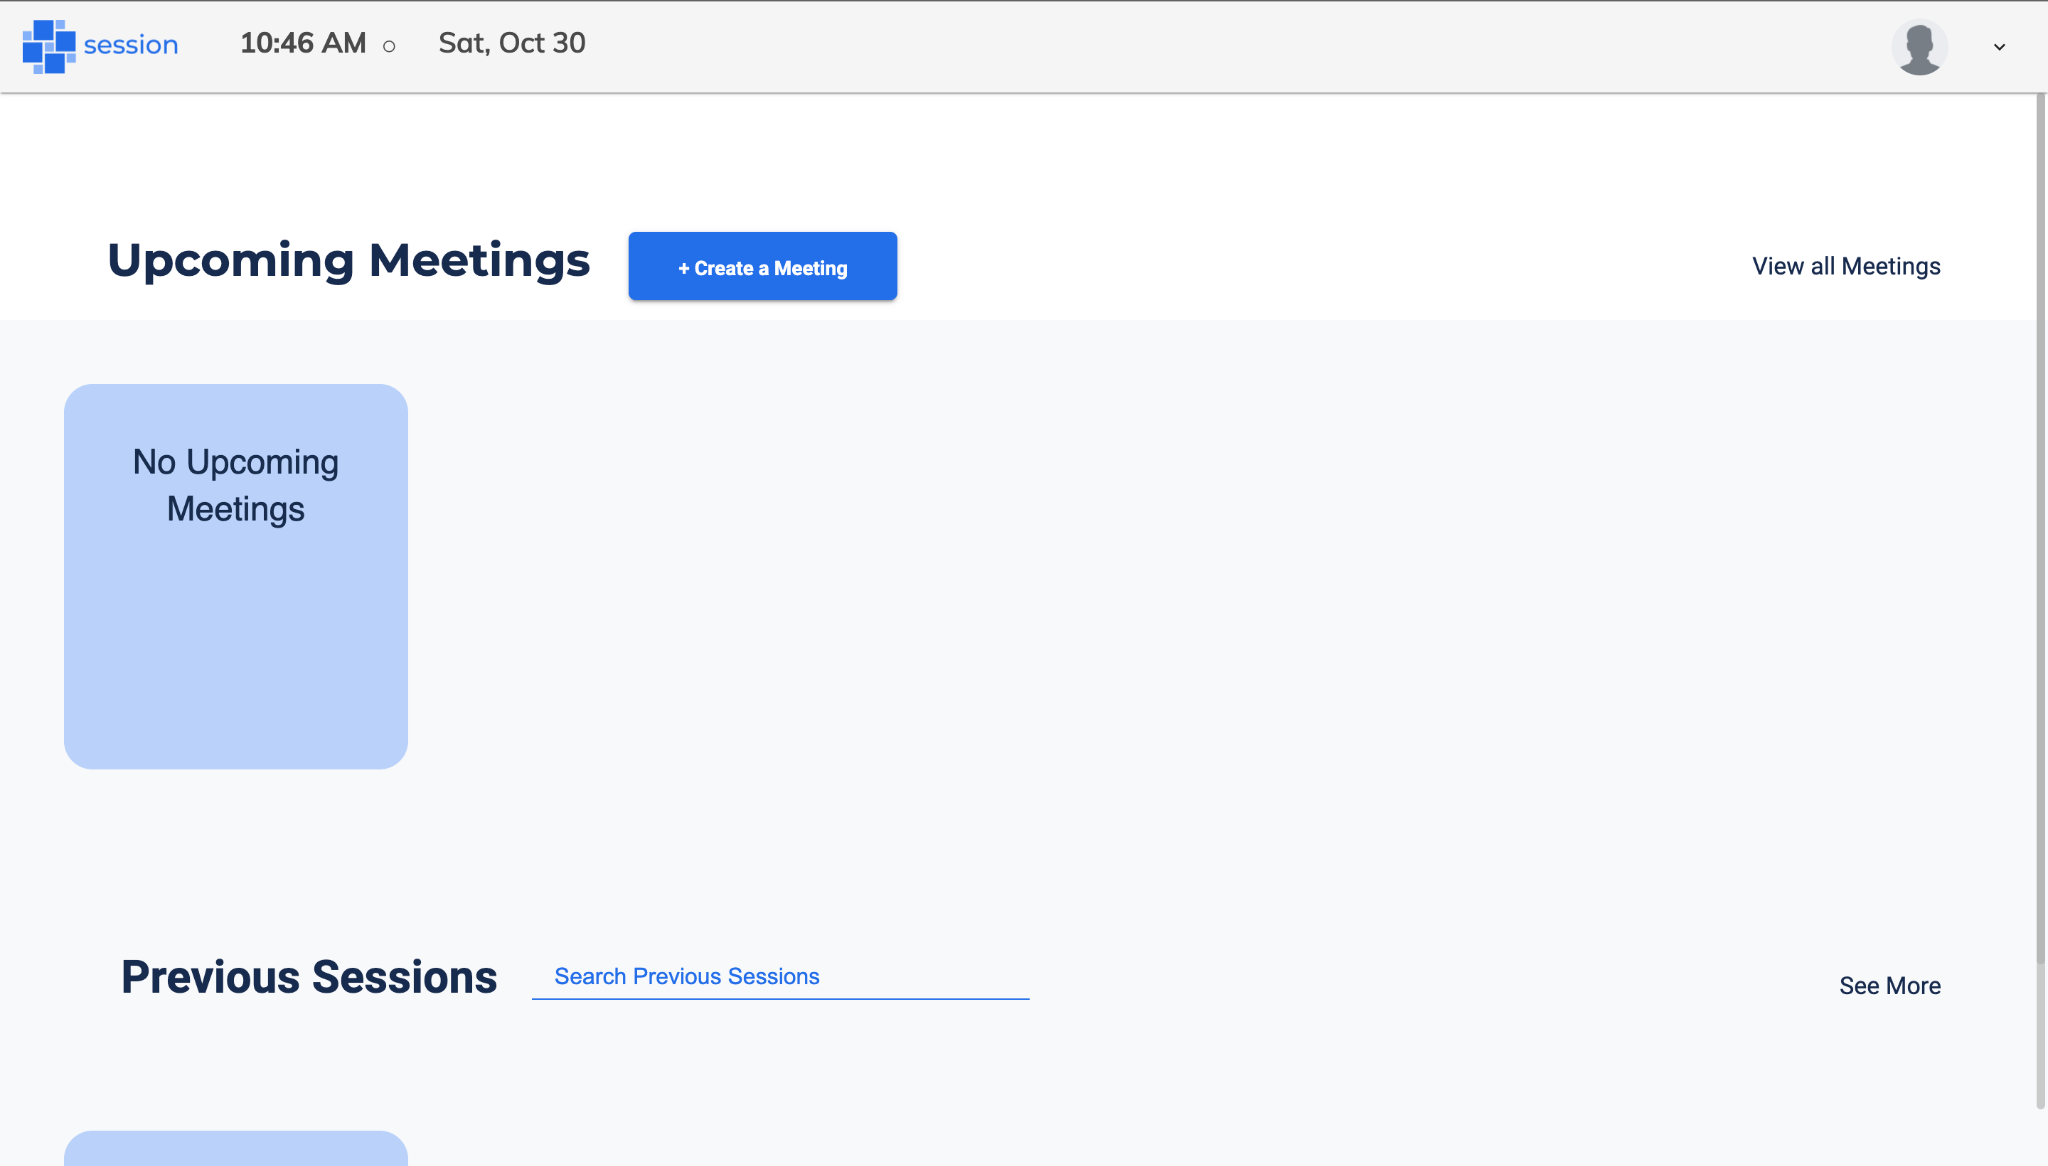 session 10:46 AM ○ Sat, Oct 30
Upcoming Meetings + Create a Meeting View all Meetings
No Upcoming
Meetings
Previous Sessions Search Previous Sessions See More